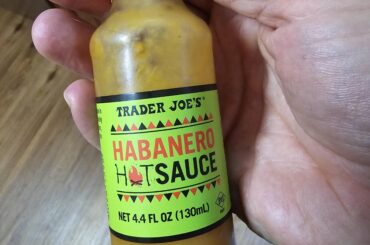 TRADER JOE'S
HABANERO
HOT SAUCE
NET 4.4 FL OZ (130mL)